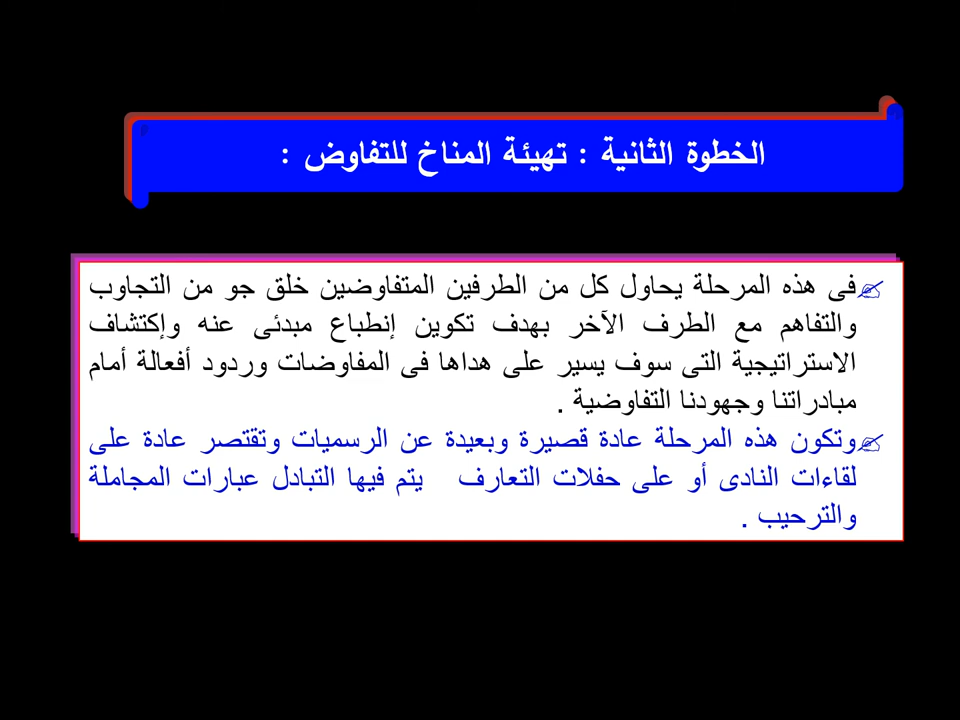 الخطوة الثانية : تهيئة المناخ للتفاوض :
فى هذه المرحلة يحاول كل من الطرفين المتفاوضين خلق جو من التجاوب
والتفاهم مع الطرف الآخر بهدف تكوين إنطباع مبدئى عنه وإكتشاف
الاستراتيجية التى سوف يسير على هداها فى المفاوضات وردود أفعالة أمام
مبادراتنا وجهودنا التفاوضية .
وتكون هذه المرحلة عادة قصيرة وبعيدة عن الرسميات وتقتصر عادة على
لقاءات النادى أو على حفلات التعارف يتم فيها التبادل عبارات المجاملة
والترحيب .